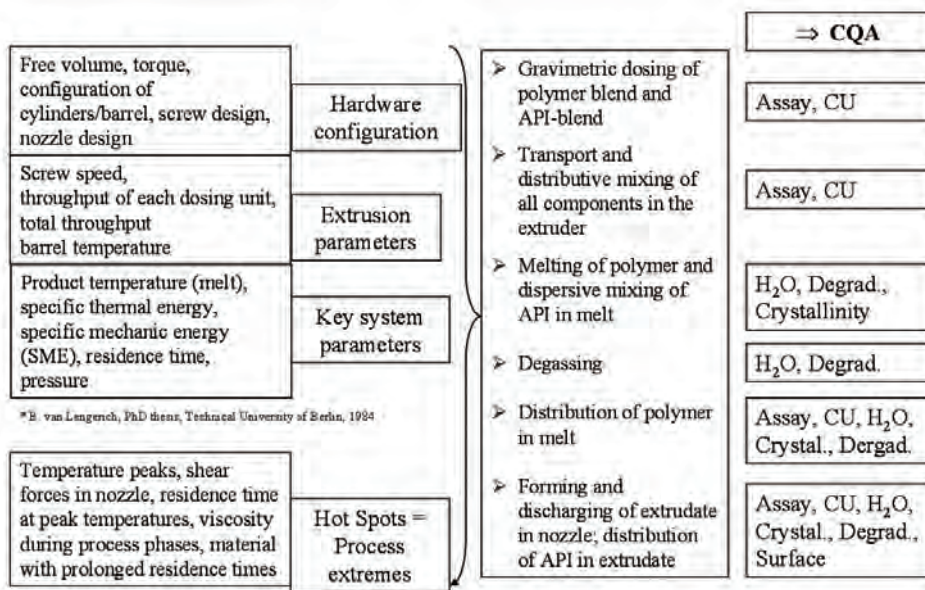 ⇒ CQA
Free volume, torque,
configuration of
cylinders/barrel, screw design,
nozzle design
Hardware
configuration
Screw speed,
throughput of each dosing unit,
total throughput
barrel temperature
Extrusion
parameters
Product temperature (melt),
specific thermal energy,
specific mechanic energy
(SME), residence time,
pressure
Key system
parameters
PhD thesis, Technical University of Berlin, 1984
Temperature peaks, shear
forces in nozzle, residence time
at peak temperatures, viscosity
during process phases, material
with prolonged residence times
Hot Spots =
Process
extremes
➢ Gravimetric dosing of
polymer blend and
API-blend
➢ Transport and
distributive mixing of
all components in the
extruder
➢ Melting of polymer and
dispersive mixing of
API in melt
➢ Degassing
➢ Distribution of polymer
in melt
➢ Forming and
discharging of extrudate
in nozzle; distribution
of API in extrudate
Assay, CU
Assay, CU
H₂O, Degrad.,
Crystallinity
H₂O, Degrad.
Assay, CU, H₂O,
Crystal., Dergad.
Assay, CU, H₂O,
Crystal., Degrad.,
Surface